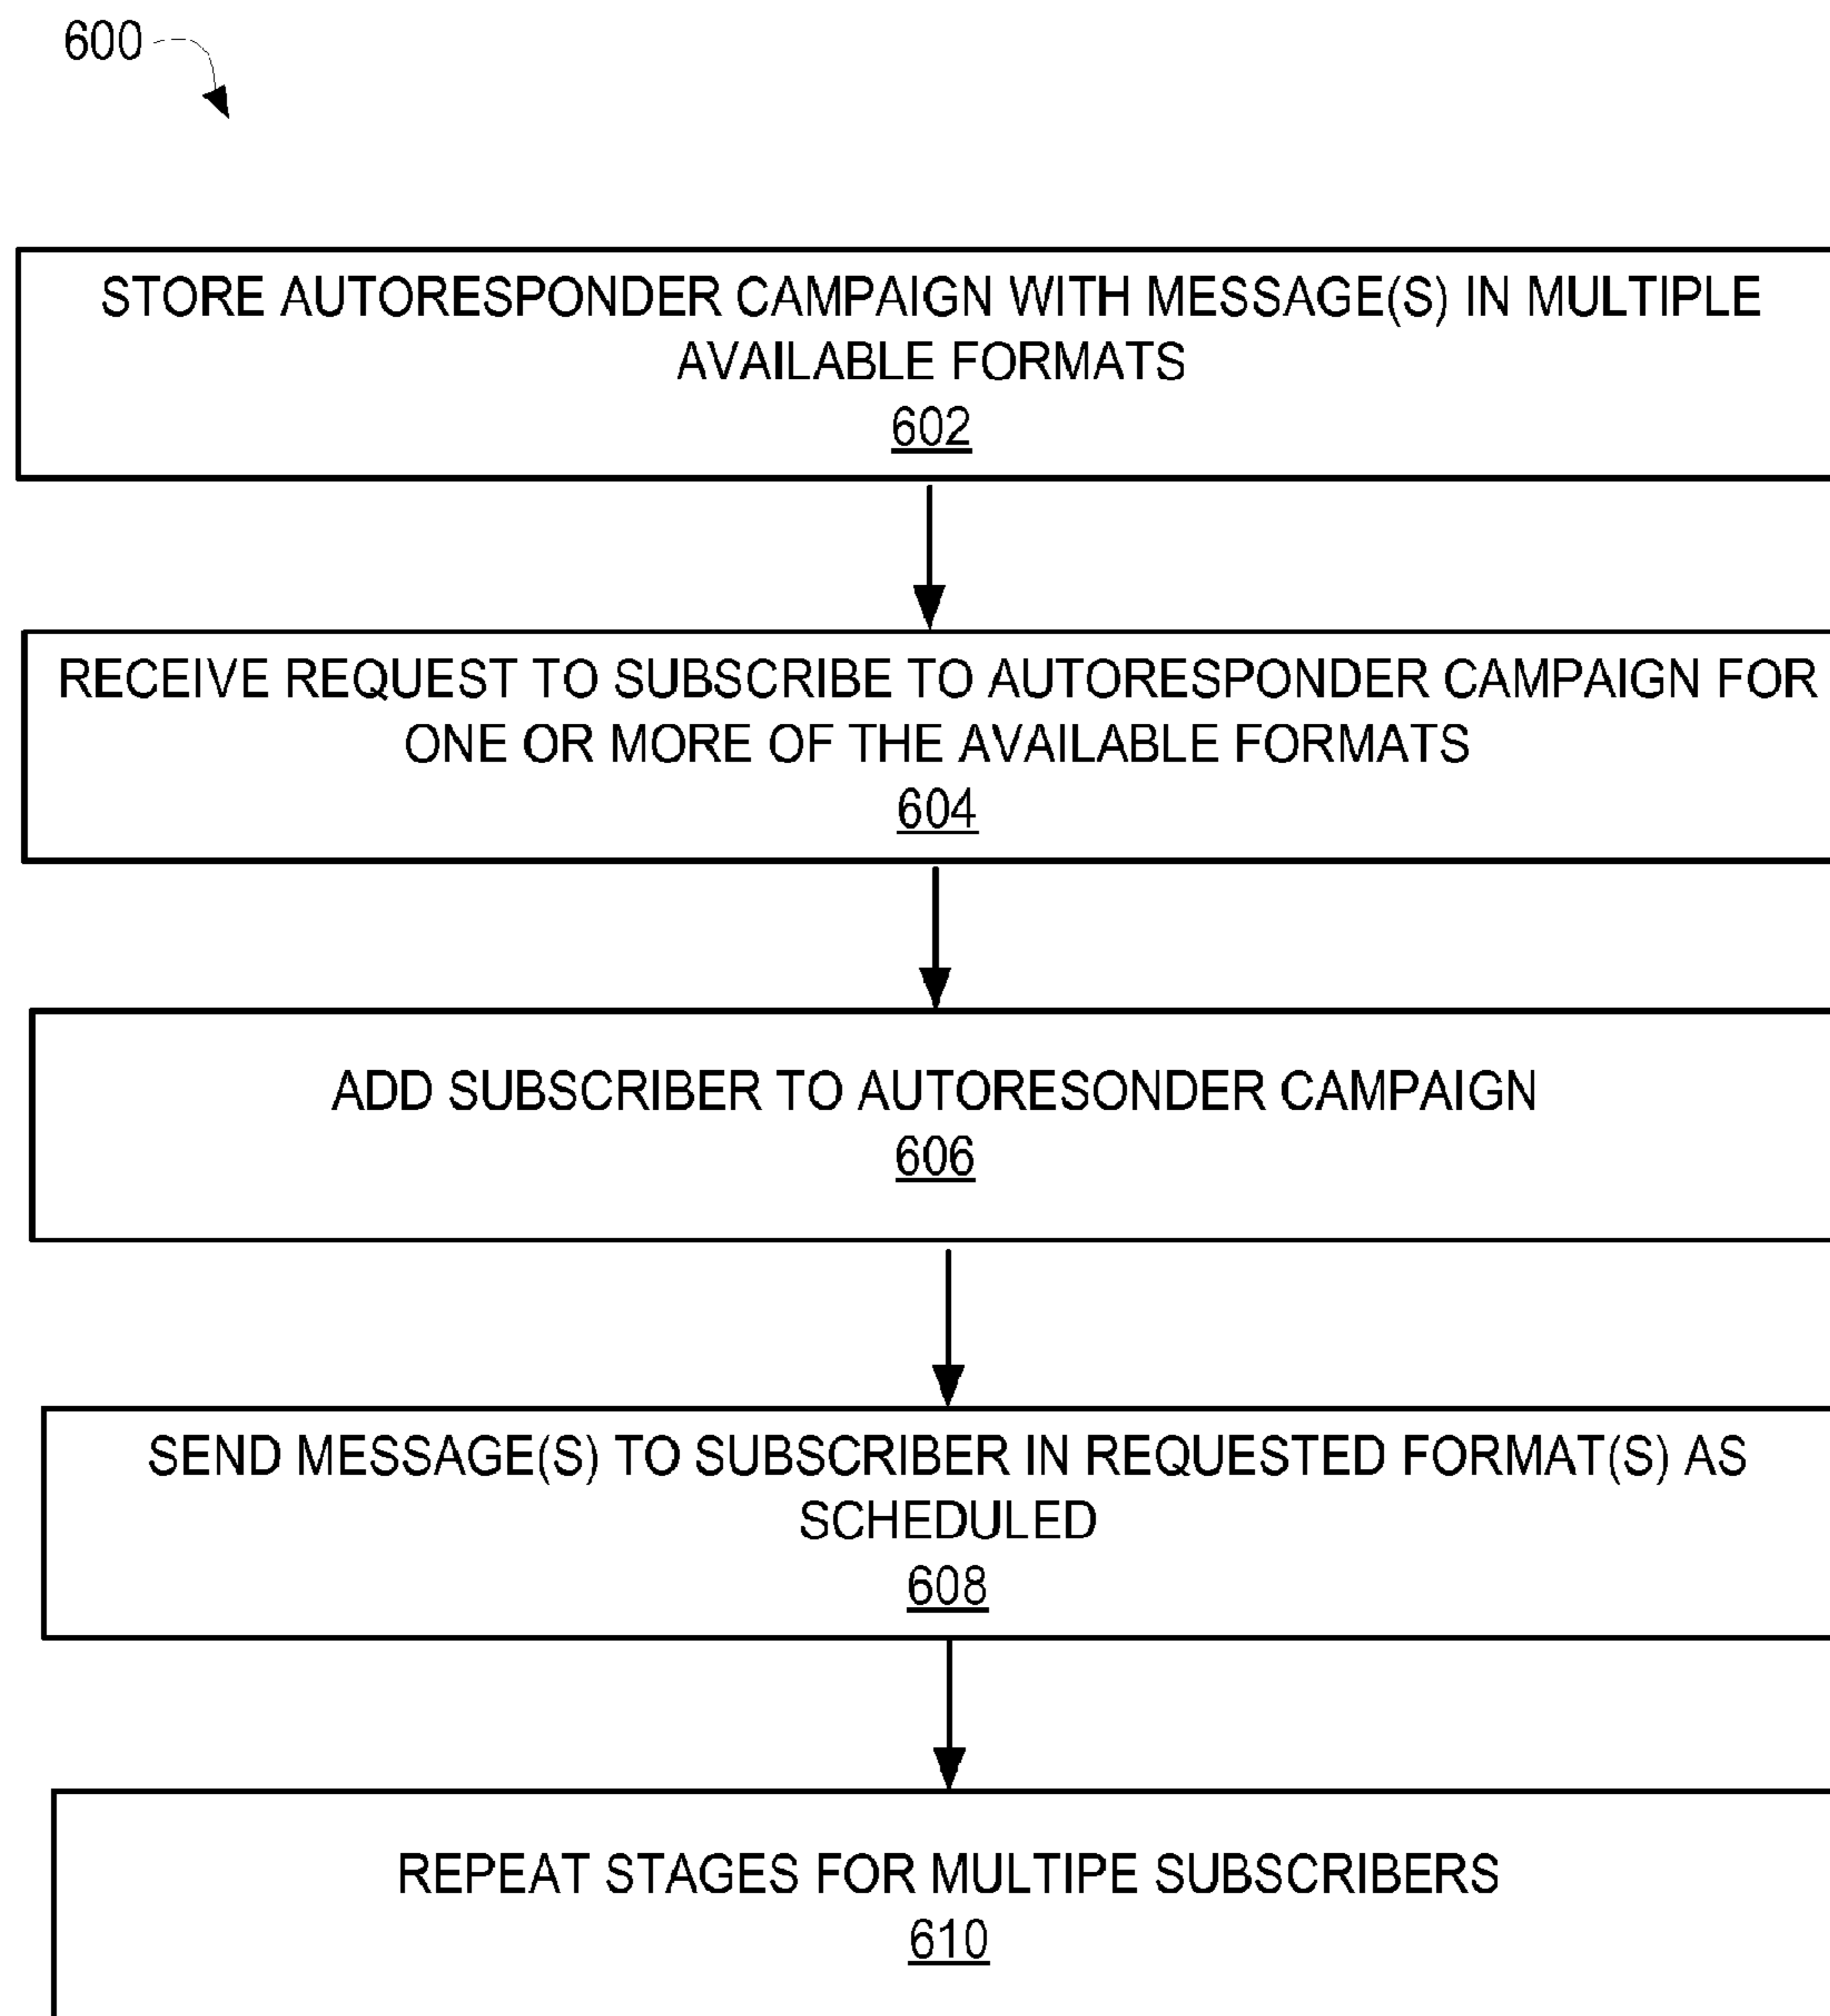 600
STORE AUTORESPONDER CAMPAIGN WITH MESSAGE(S) IN MULTIPLE
AVAILABLE FORMATS
602
RECEIVE REQUEST TO SUBSCRIBE TO AUTORESPONDER CAMPAIGN FOR
ONE OR MORE OF THE AVAILABLE FORMATS
604
ADD SUBSCRIBER TO AUTORESONDER CAMPAIGN
606
SEND MESSAGE(S) TO SUBSCRIBER IN REQUESTED FORMAT(S) AS
SCHEDULED
608
REPEAT STAGES FOR MULTIPE SUBSCRIBERS
610